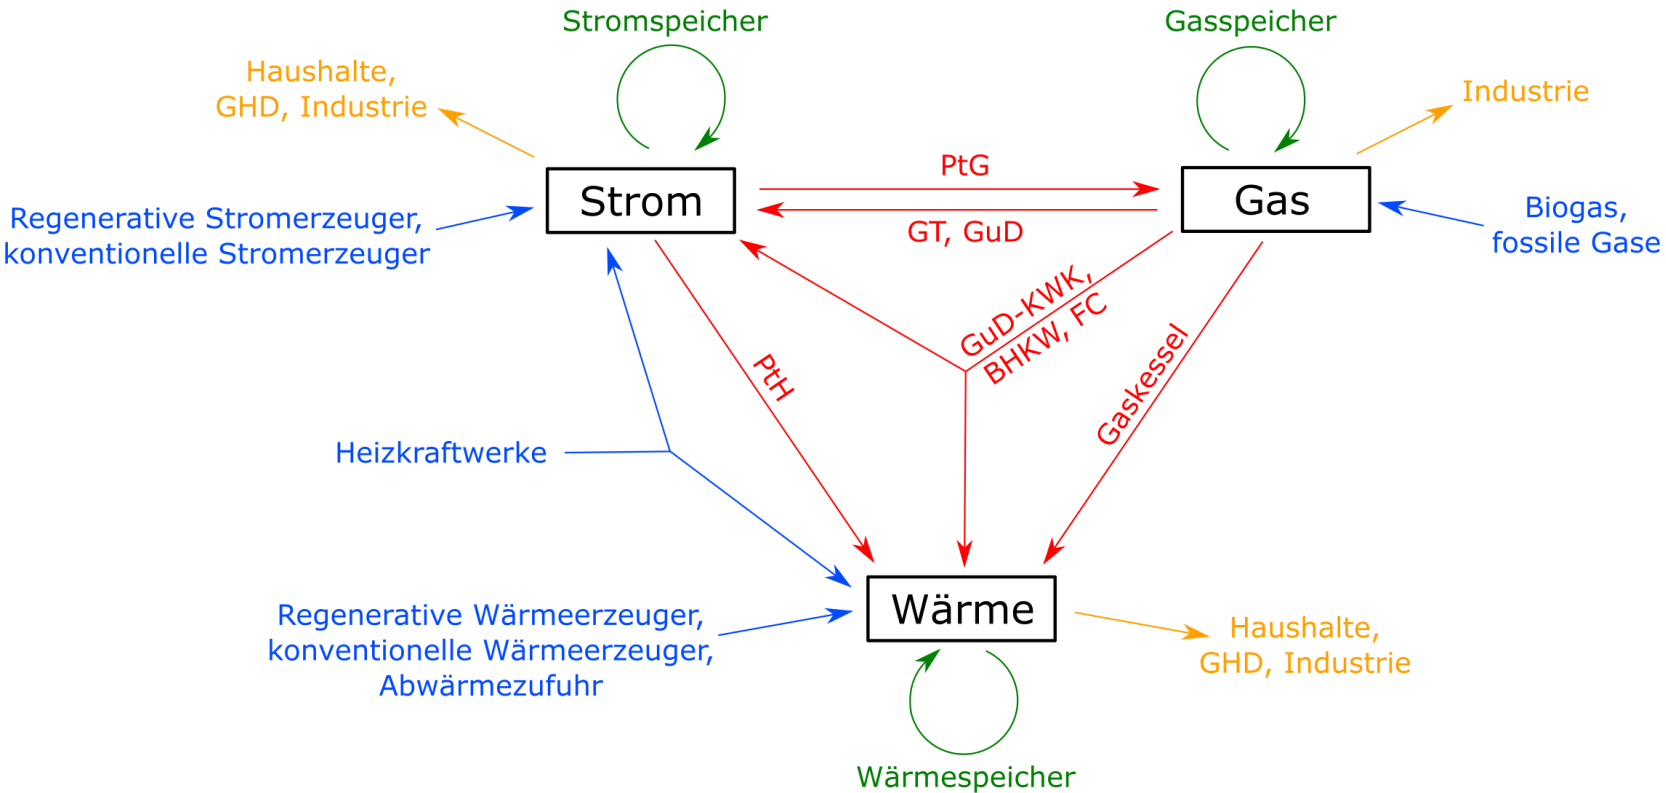 Stromspeicher
Gasspeicher
Haushalte,
GHD, Industrie
Industrie
PtG
Strom
Gas
Regenerative Stromerzeuger,
konventionelle Stromerzeuger
GT, GuD
Biogas,
fossile Gase
GuD-KWK,
BHKW, FC
PtH
Gaskessel
Heizkraftwerke
Wärme
Regenerative Wärmeerzeuger,
konventionelle Wärmeerzeuger,
Abwärmezufuhr
Haushalte,
GHD, Industrie
Wärmespeicher